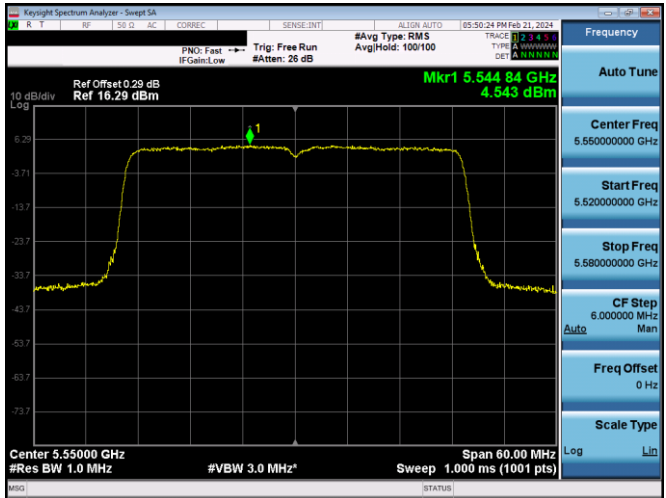 Keysight Spectrum Analyzer - Swept SA
R T RF 50 Ω AC CORREC SENSE:INT ALIGN AUTO 05:50:24 PM Feb 21, 2024
PNO: Fast
IFGain:Low
Trig: Free Run
#Atten: 26 dB
#Avg Type: RMS
Avg|Hold: 100/100
TRACE 1 2 3 4 5 6
TYPE A WWWWW
DET A N N N N N
Mkr1 5.544 84 GHz
4.543 dBm
Ref Offset 0.29 dB
Ref 16.29 dBm
10 dB/div
Log
1
6.29
-3.71
-13.7
-23.7
-33.7
-43.7
-53.7
-63.7
-73.7
Center 5.55000 GHz
Span 60.00 MHz
#Res BW 1.0 MHz
#VBW 3.0 MHz*
Sweep 1.000 ms (1001 pts)
MSG
STATUS
Frequency
Auto Tune
Center Freq
5.550000000 GHz
Start Freq
5.520000000 GHz
Stop Freq
5.580000000 GHz
CF Step
6.000000 MHz
Auto Man
Freq Offset
0 Hz
Scale Type
Log Lin